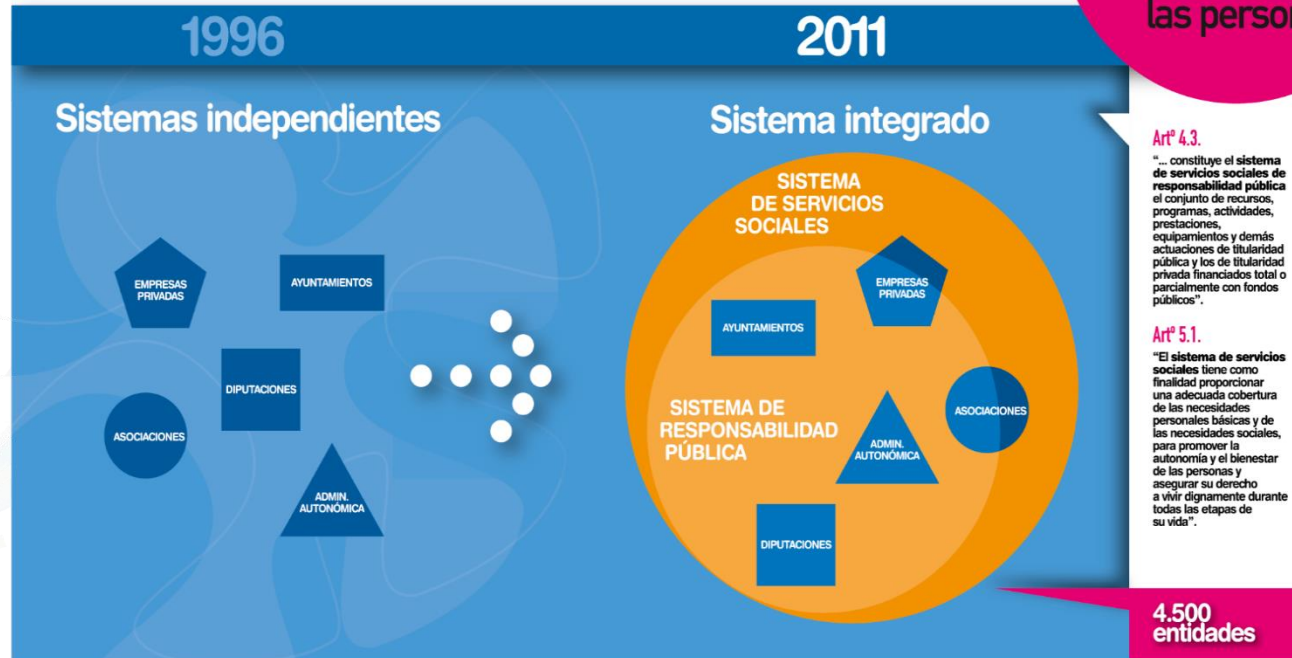 1996
2011
las person
Sistemas independientes
EMPRESAS
PRIVADAS
AYUNTAMIENTOS
DIPUTACIONES
ASOCIACIONES
ADMIN.
AUTONÓMICA
Sistema integrado
SISTEMA
DE SERVICIOS
SOCIALES
EMPRESAS
PRIVADAS
AYUNTAMIENTOS
ASOCIACIONES
SISTEMA DE
RESPONSABILIDAD
PÚBLICA
ADMIN.
AUTONÓMICA
DIPUTACIONES
Artº 4.3.
"... constituye el sistema
de servicios sociales de
responsabilidad pública
el conjunto de recursos,
programas, actividades,
prestaciones,
equipamientos y demás
actuaciones de titularidad
pública y los de titularidad
privada financiados total o
parcialmente con fondos
públicos".
Artº 5.1.
"El sistema de servicios
sociales tiene como
finalidad proporcionar
una adecuada cobertura
de las necesidades
personales básicas y de
las necesidades sociales,
para promover la
autonomía y el bienestar
de las personas y
asegurar su derecho
a vivir dignamente durante
todas las etapas de
su vida".
4.500
entidades